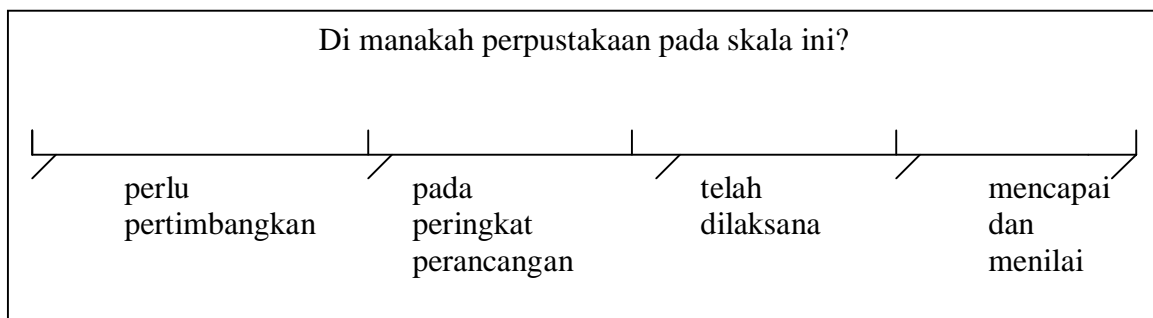 Di manakah perpustakaan pada skala ini?
perlu
pertimbangkan
pada
peringkat
perancangan
telah
dilaksana
mencapai
dan
menilai